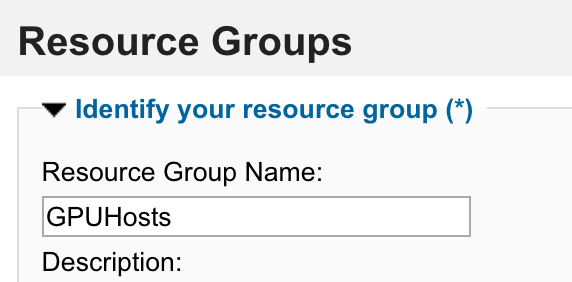 Resource Groups
Identify your resource group (*)
Resource Group Name:
GPUHosts
Description: